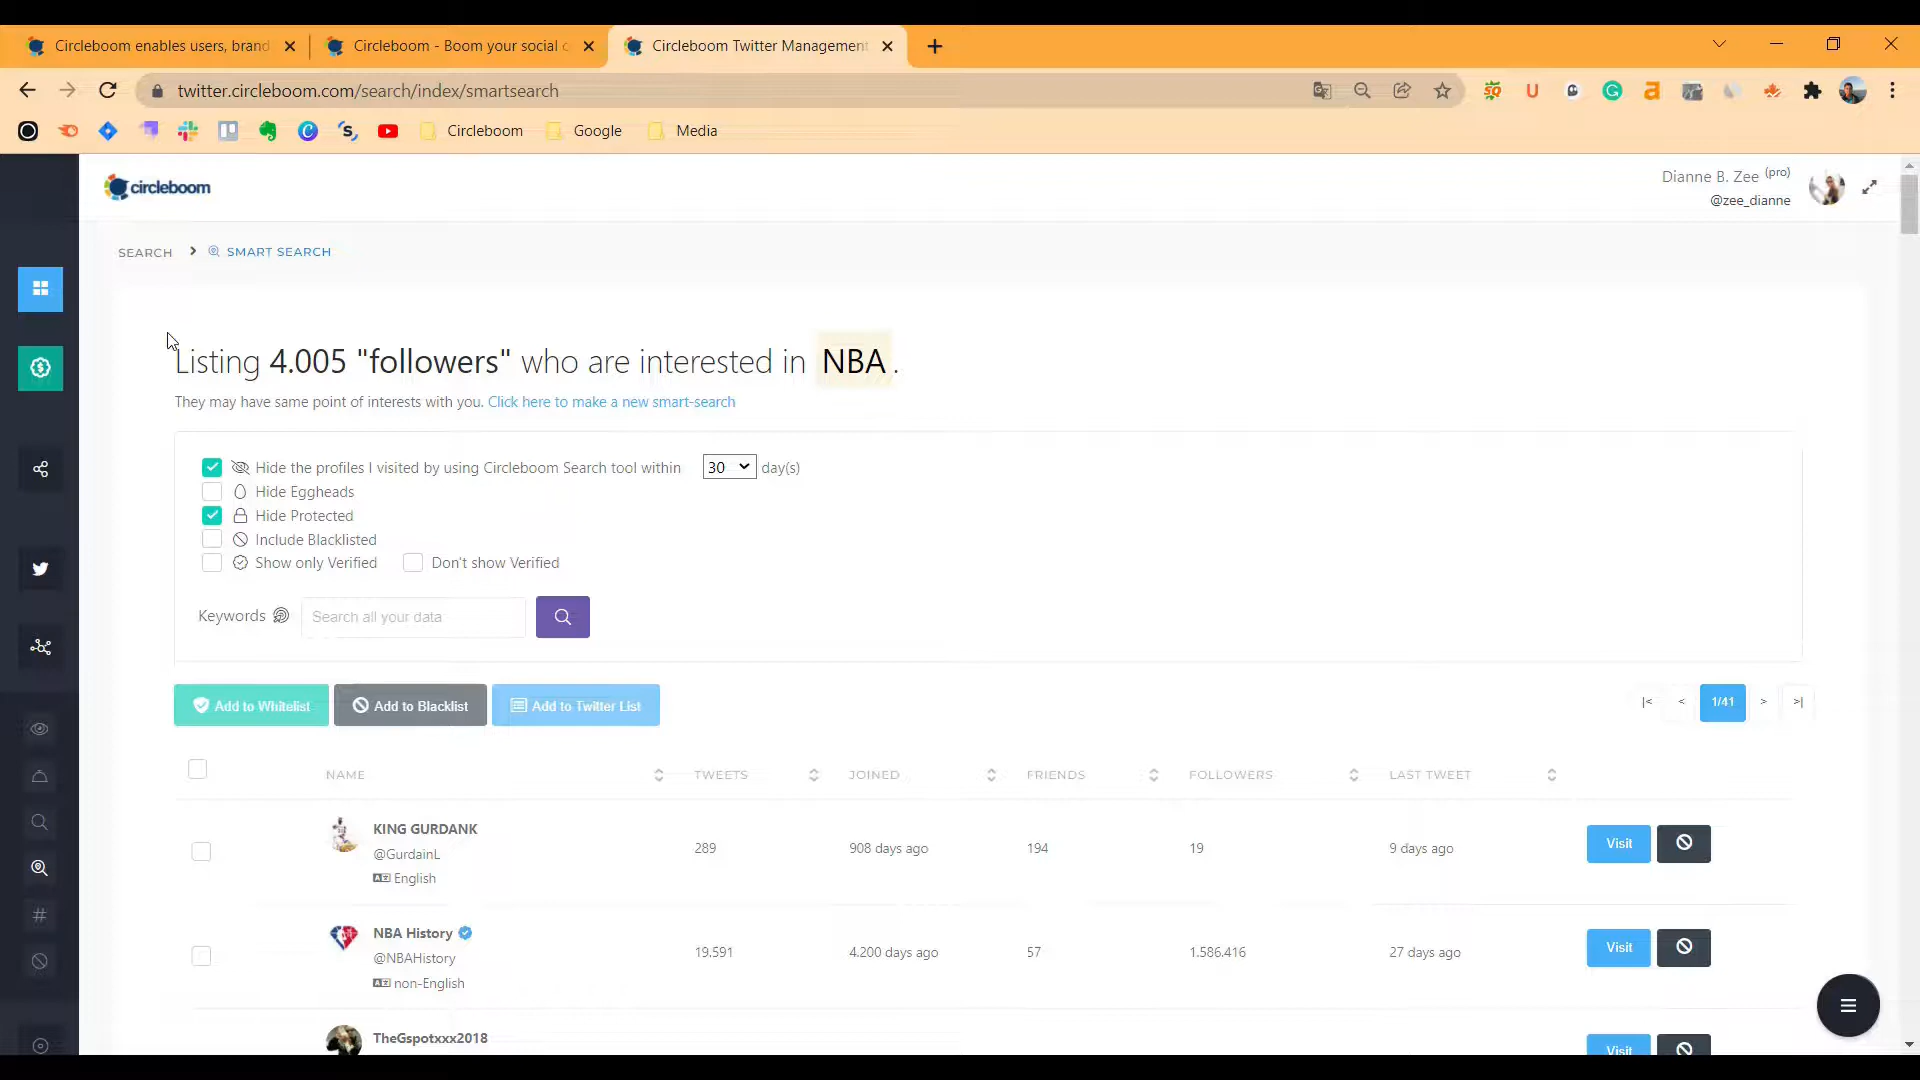 Circleboom enables users, brand
Circleboom - Boom your social c
Circleboom Twitter Management
twitter.circleboom.com/search/index/smartsearch
Circleboom
Google
Media
circleboom
Dianne B. Zee (pro)
@zee_dianne
SEARCH
SMART SEARCH
Listing 4.005 "followers" who are interested in NBA .
They may have same point of interests with you. Click here to make a new smart-search
Hide the profiles I visited by using Circleboom Search tool within 30 day(s)
Hide Eggheads
Hide Protected
Include Blacklisted
Show only Verified Don't show Verified
Keywords Search all your data
Add to Whitelist Add to Blacklist Add to Twitter List
|< < 1/41 > >|
NAME TWEETS JOINED FRIENDS FOLLOWERS LAST TWEET
KING GURDANK
@GurdainL
English
289 908 days ago 194 19 9 days ago Visit
NBA History
@NBAHistory
non-English
19.591 4.200 days ago 57 1.586.416 27 days ago Visit
TheGspotxxx2018
Visit